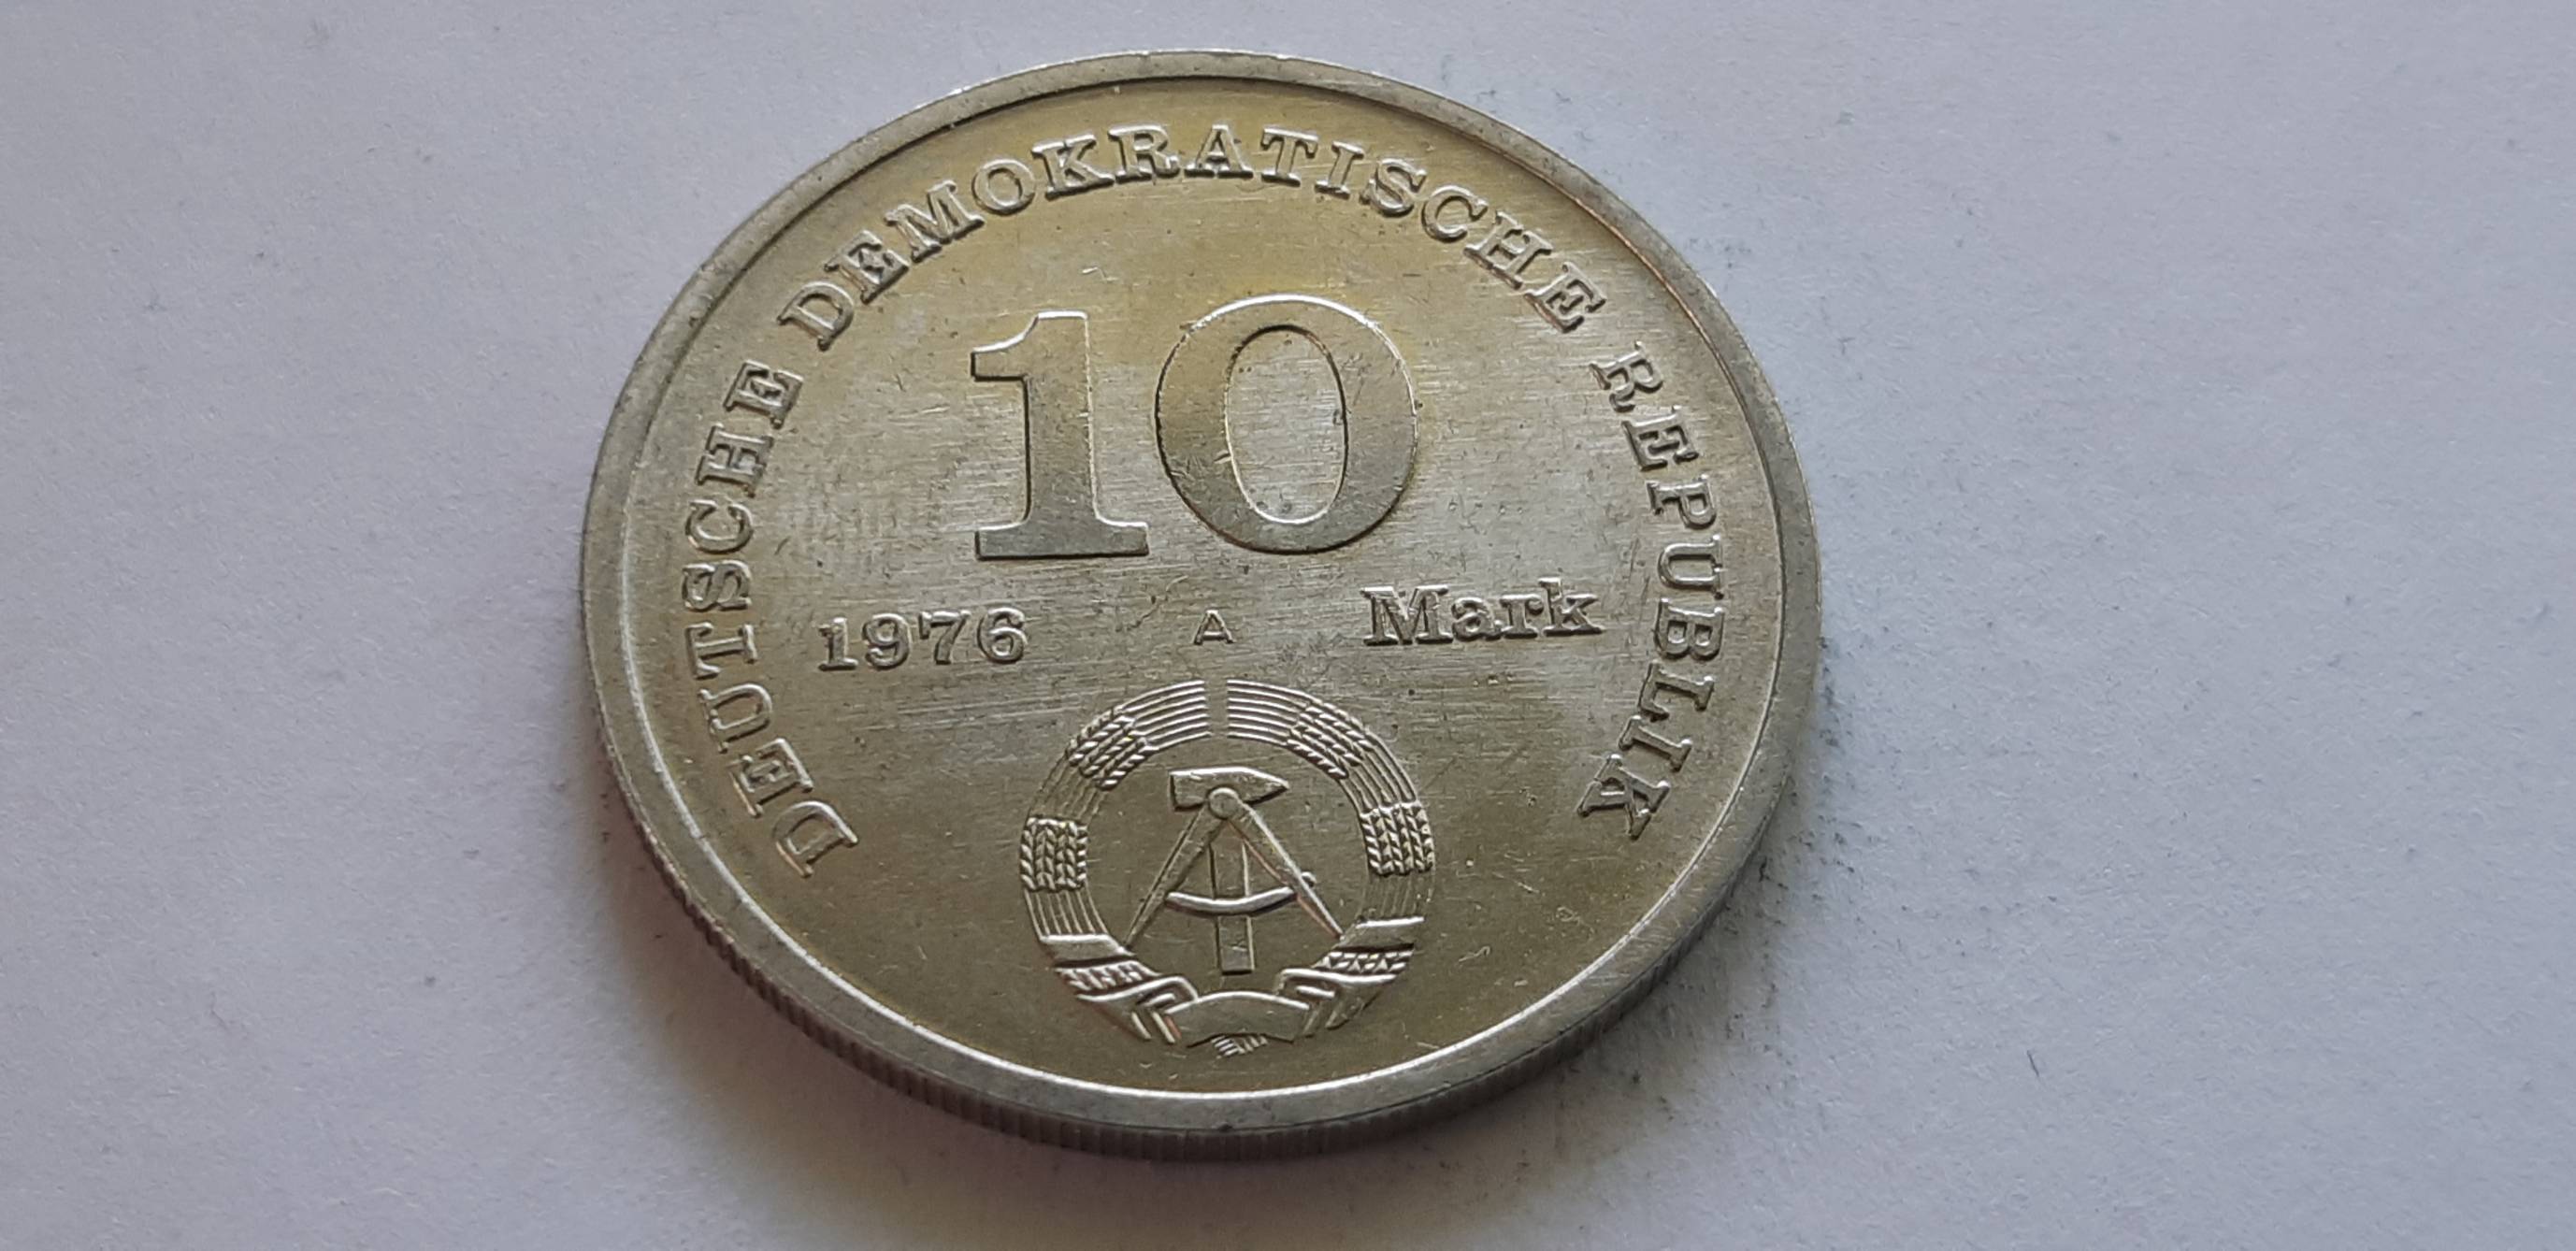 DEUTSCHE DEMOKRATISCHE REPUBLIK
10
1976 A Mark